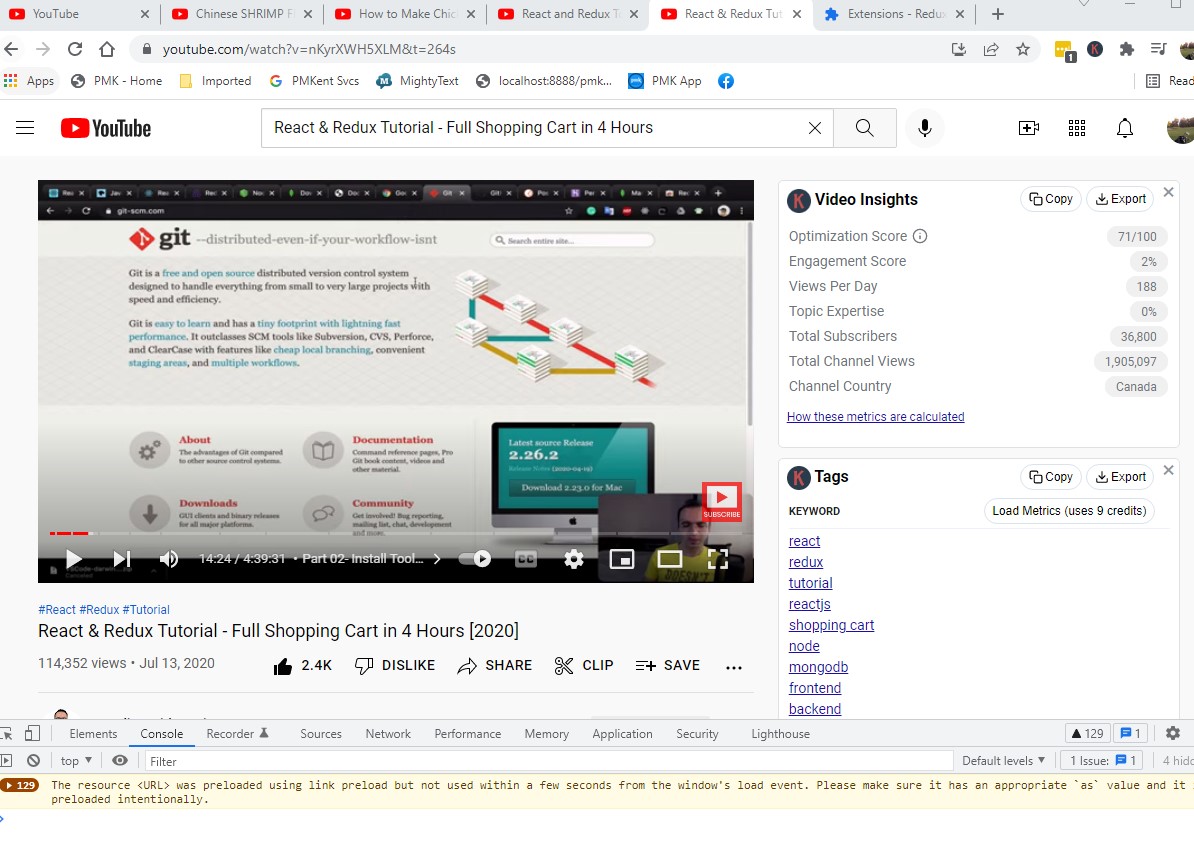 YouTube
Chinese SHRIMP F
How to Make Chic
React and Redux T
React & Redux Tut
Extensions - Redu
youtube.com/watch?v=nKyrXWH5XLM&t=264s
1
K
Apps
PMK - Home
Imported
PMKent Svcs
MightyText
localhost:8888/pmk...
PMK App
Read
YouTube
React & Redux Tutorial - Full Shopping Cart in 4 Hours
git-scm.com
git --distributed-even-if-your-workflow-isnt
Search entire site...
Git is a free and open source distributed version control system
designed to handle everything from small to very large projects with
speed and efficiency.
Git is easy to learn and has a tiny footprint with lightning fast
performance. It outclasses SCM tools like Subversion, CVS, Perforce,
and ClearCase with features like cheap local branching, convenient
staging areas, and multiple workflows.
About
The advantages of Git compared
to other source control systems.
Documentation
Command reference pages, Pro
Git book content, videos and
other material.
Downloads
GUI clients and binary releases
for all major platforms.
Community
Get involved! Bug reporting,
mailing list, chat, development
and more.
Latest source Release
2.26.2
Release Notes (2020-04-19)
Download 2.23.0 for Mac
SUBSCRIBE
14:24 / 4:39:31 • Part 02- Install Tool...
CC
#React #Redux #Tutorial
React & Redux Tutorial - Full Shopping Cart in 4 Hours [2020]
114,352 views • Jul 13, 2020
2.4K
DISLIKE
SHARE
CLIP
SAVE
K
Video Insights
Copy
Export
Optimization Score
71/100
Engagement Score
2%
Views Per Day
188
Topic Expertise
0%
Total Subscribers
36,800
Total Channel Views
1,905,097
Channel Country
Canada
How these metrics are calculated
K
Tags
Copy
Export
KEYWORD
Load Metrics (uses 9 credits)
react
redux
tutorial
reactjs
shopping cart
node
mongodb
frontend
backend
Elements
Console
Recorder
Sources
Network
Performance
Memory
Application
Security
Lighthouse
129
1
top
Filter
Default levels
1 Issue:
1
4 hidd
129
The resource <URL> was preloaded using link preload but not used within a few seconds from the window's load event. Please make sure it has an appropriate `as` value and it
preloaded intentionally.